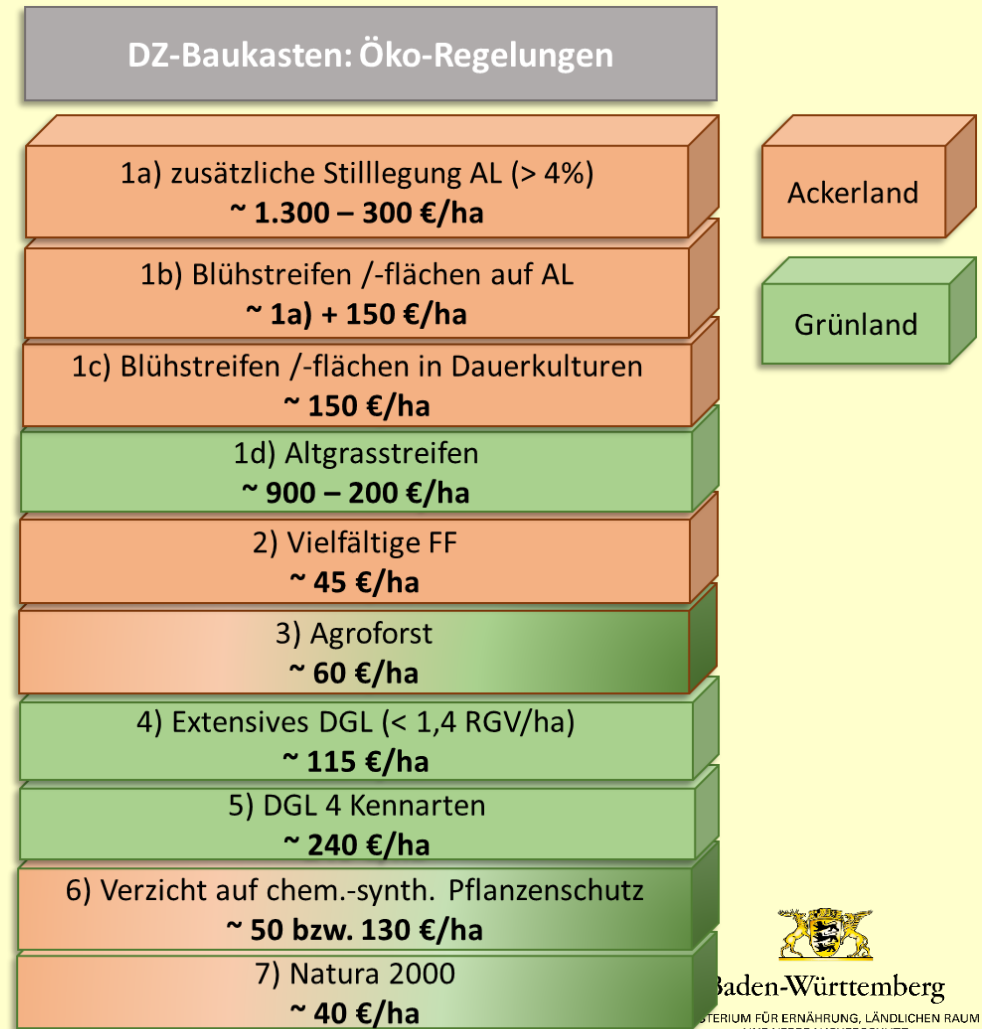 DZ-Baukasten: Öko-Regelungen
1a) zusätzliche Stilllegung AL (> 4%)
~ 1.300 – 300 €/ha
1b) Blühstreifen /-flächen auf AL
~ 1a) + 150 €/ha
1c) Blühstreifen /-flächen in Dauerkulturen
~ 150 €/ha
1d) Altgrasstreifen
~ 900 – 200 €/ha
2) Vielfältige FF
~ 45 €/ha
3) Agroforst
~ 60 €/ha
4) Extensives DGL (< 1,4 RGV/ha)
~ 115 €/ha
5) DGL 4 Kennarten
~ 240 €/ha
6) Verzicht auf chem.-synth. Pflanzenschutz
~ 50 bzw. 130 €/ha
7) Natura 2000
~ 40 €/ha
Ackerland
Grünland
Baden-Württemberg
STERIUM FÜR ERNÄHRUNG, LÄNDLICHEN RAUM